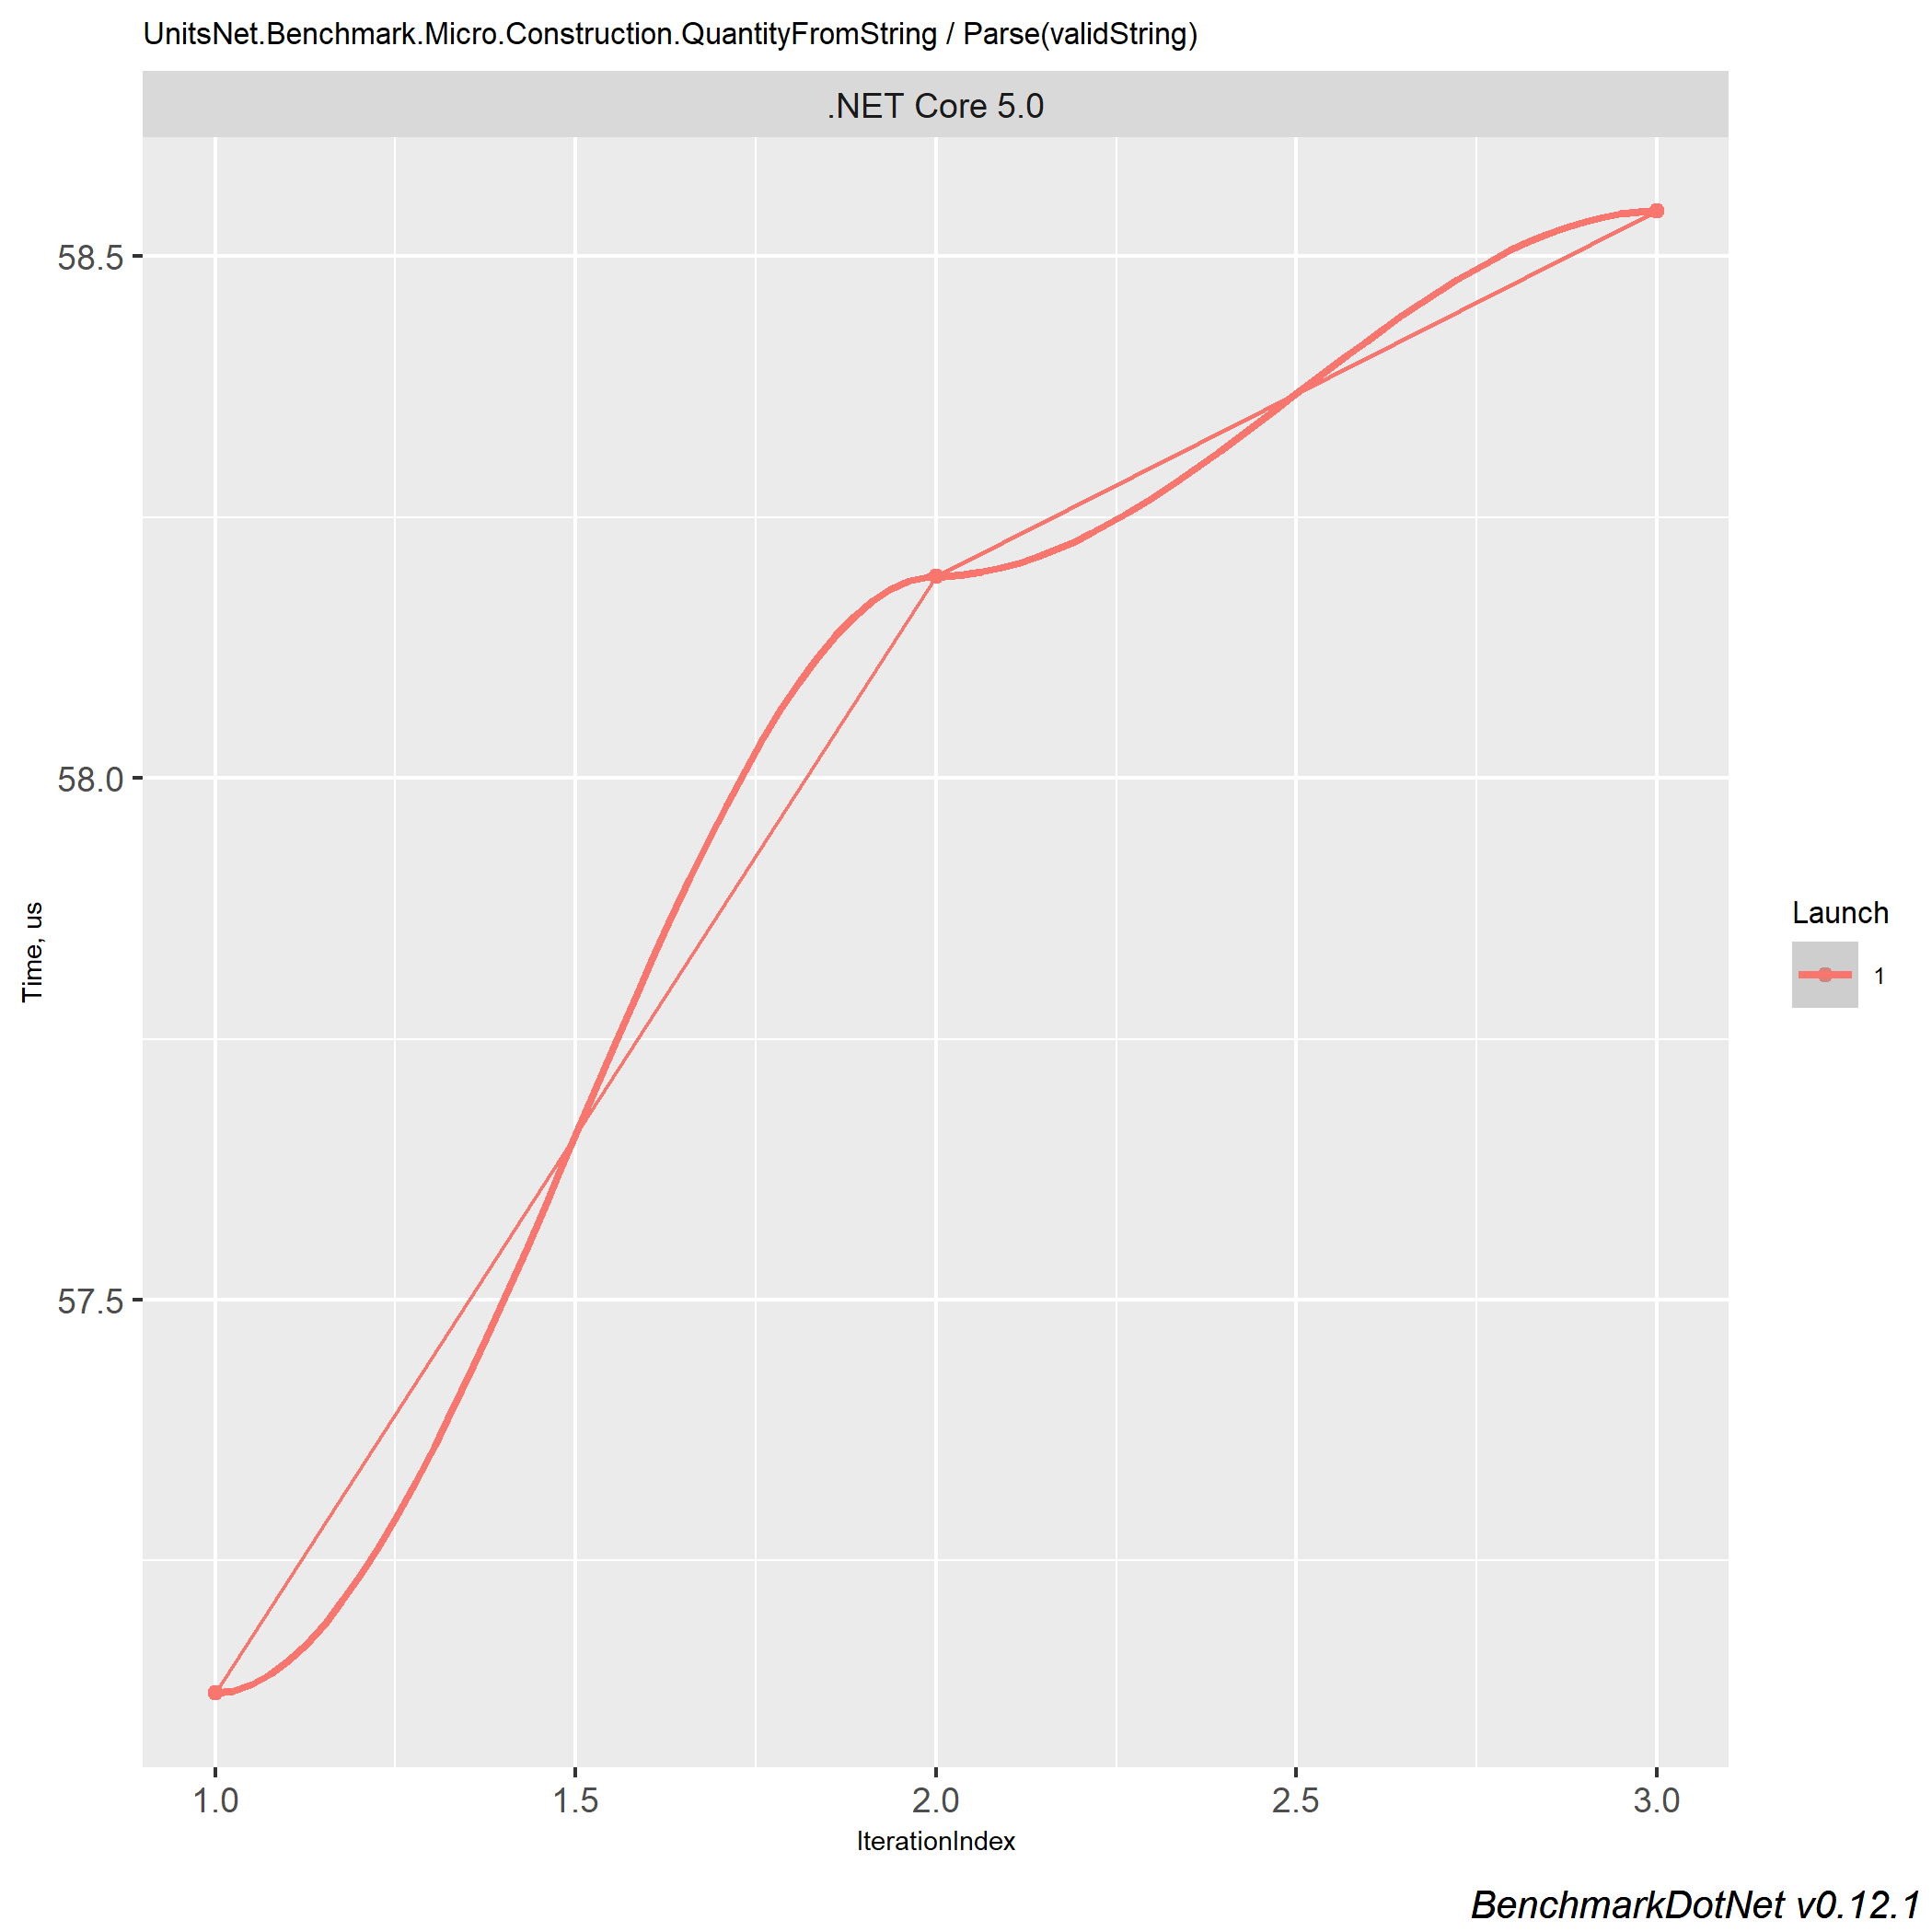 UnitsNet.Benchmark.Micro.Construction.QuantityFromString / Parse(validString)
.NET Core 5.0
58.5
58.0
57.5
Time, us
1.0 1.5 2.0 2.5 3.0
IterationIndex
Launch
1
BenchmarkDotNet v0.12.1